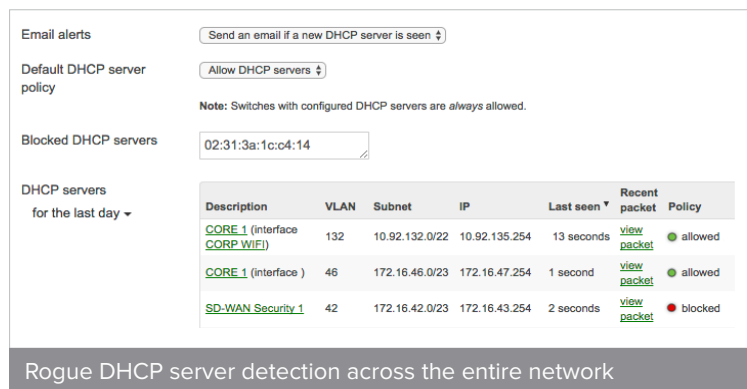 Email alerts
Send an email if a new DHCP server is seen
Default DHCP server
policy
Allow DHCP servers
Note: Switches with configured DHCP servers are always allowed.
Blocked DHCP servers
02:31:3a:1c:c4:14
DHCP servers
for the last day
Description VLAN Subnet IP Last seen Recent packet Policy
CORE 1 (interface CORP WIFI) 132 10.92.132.0/22 10.92.135.254 13 seconds view packet allowed
CORE 1 (interface ) 46 172.16.46.0/23 172.16.47.254 1 second view packet allowed
SD-WAN Security 1 42 172.16.42.0/23 172.16.43.254 2 seconds view packet blocked
Rogue DHCP server detection across the entire network